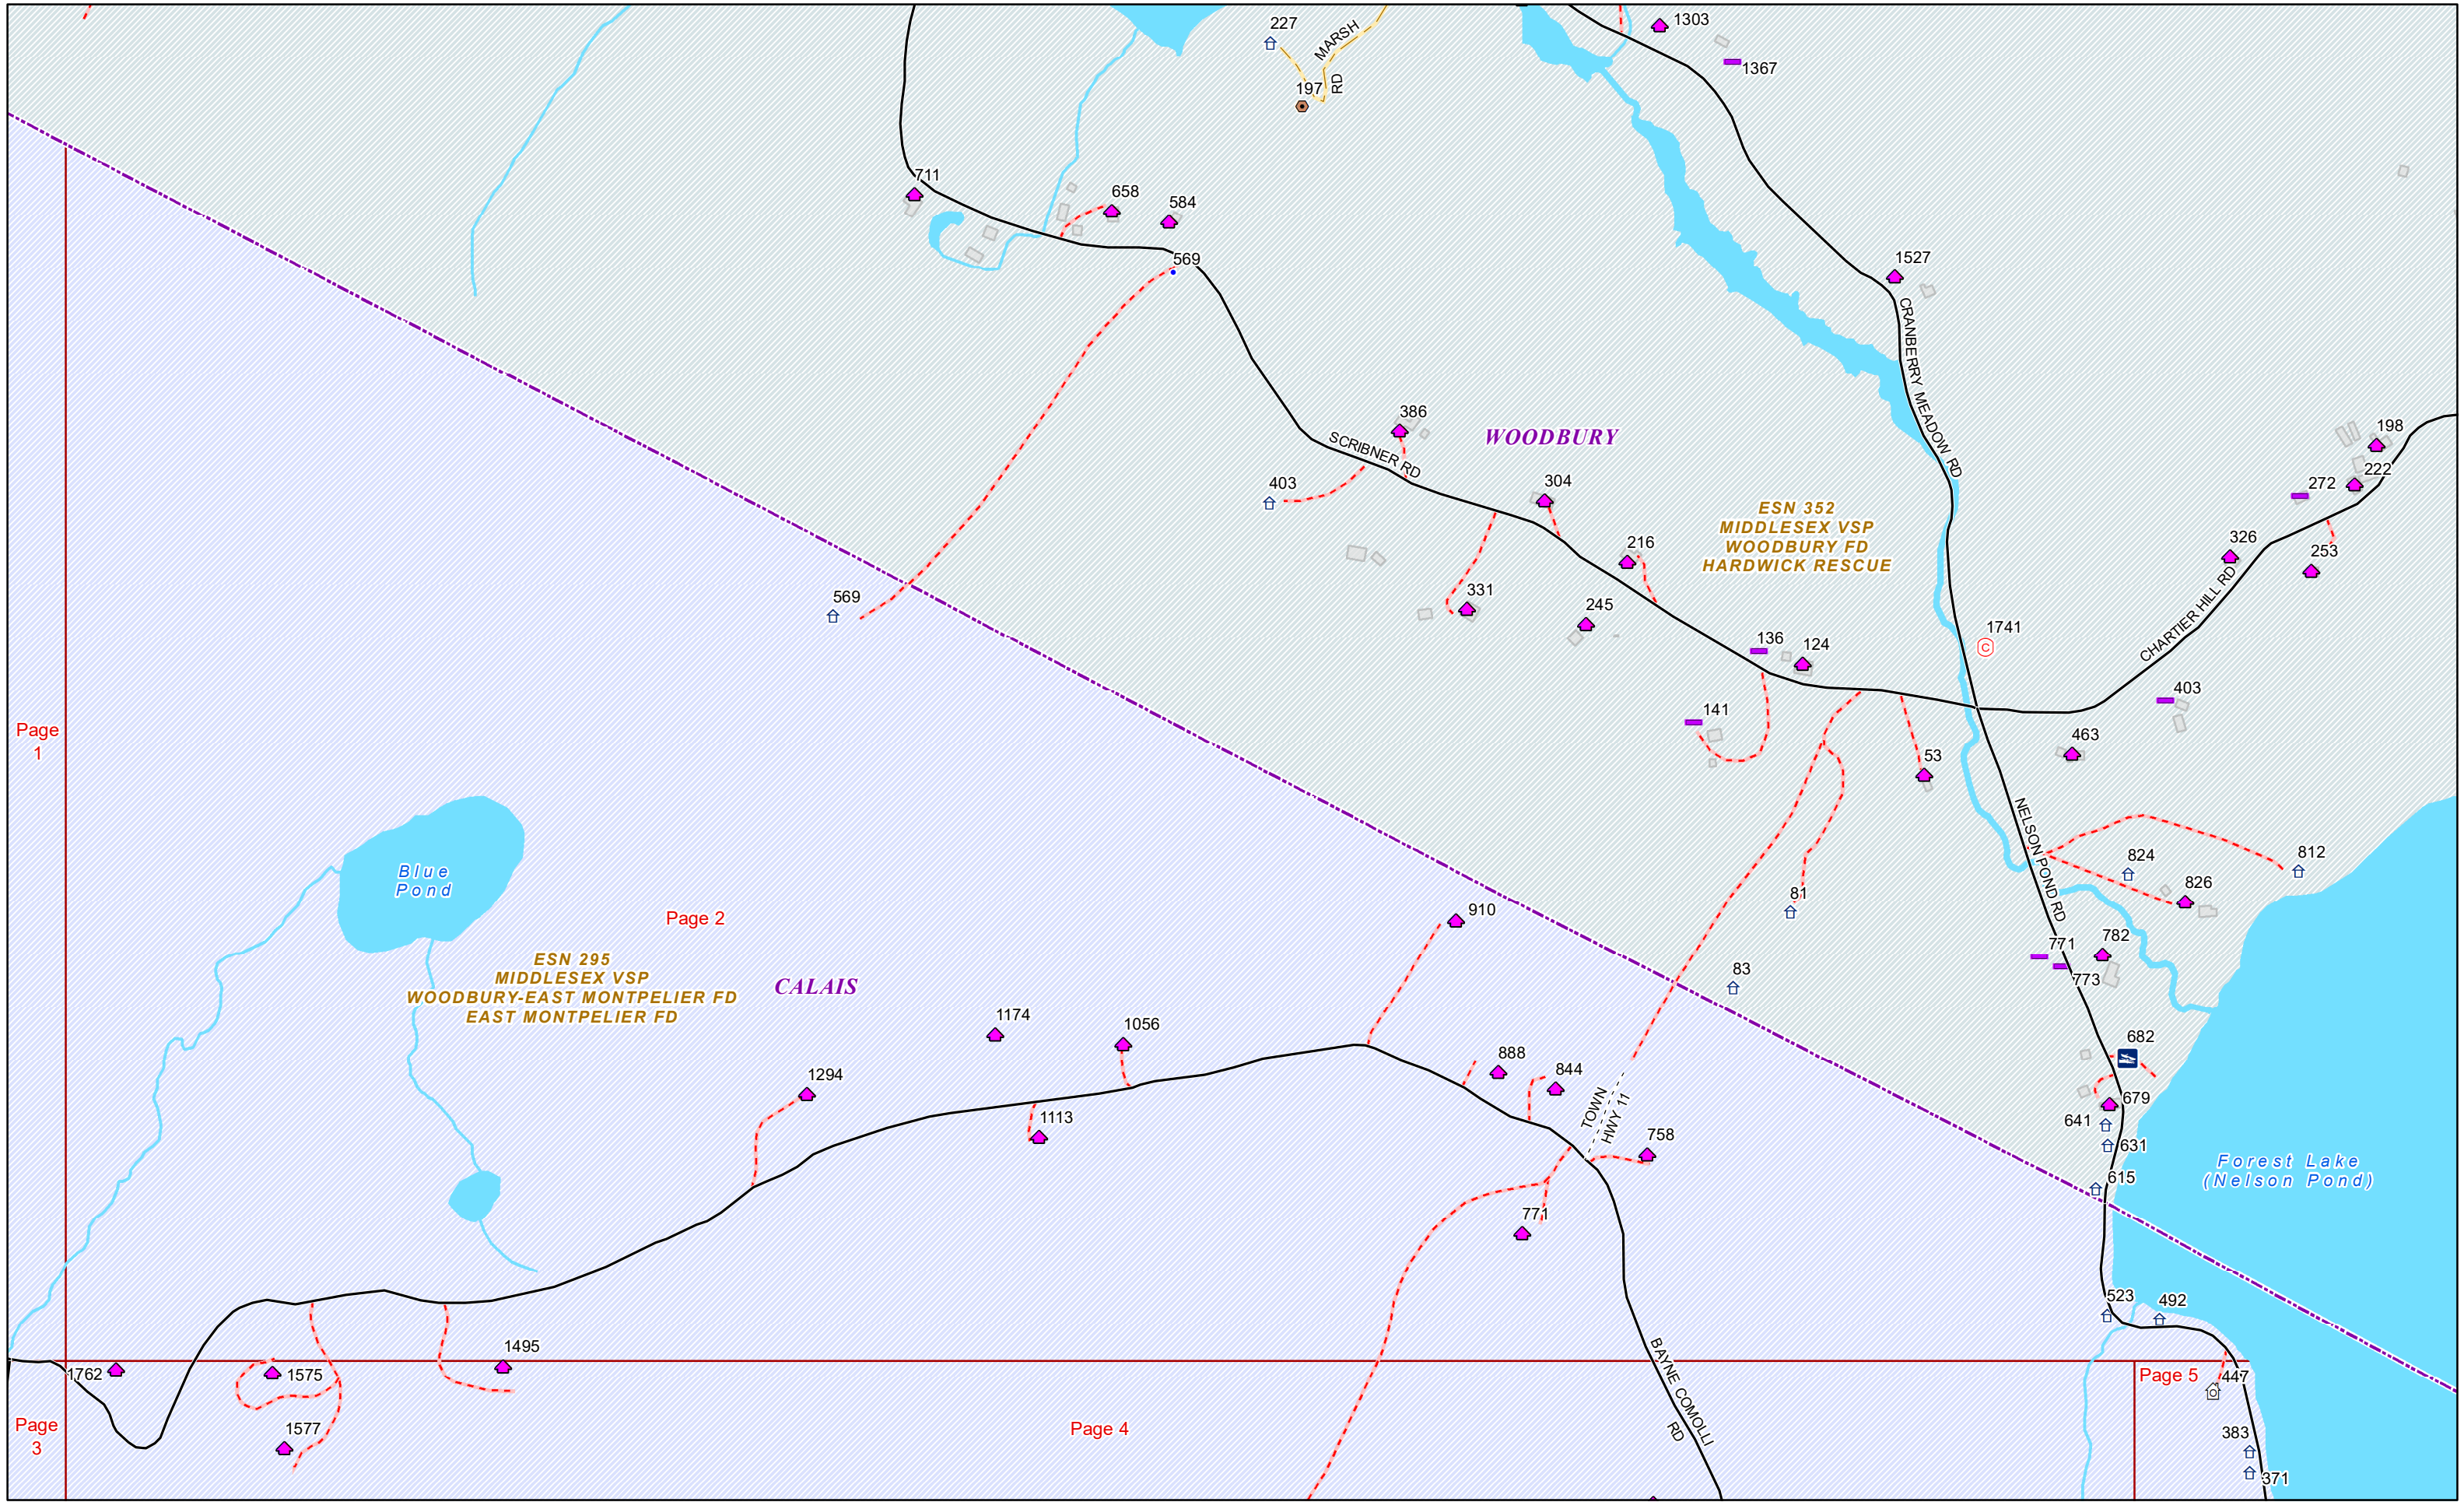 227
MARSH
RD
197
1303
1367
711
658
584
569
1527
CRANBERRY MEADOW RD
386
WOODBURY
SCRIBNER RD
403
304
198
222
272
ESN 352
MIDDLESEX VSP
WOODBURY FD
HARDWICK RESCUE
216
326
253
569
331
245
CHARTIER HILL RD
1741
136
124
403
141
Page
1
463
53
NELSON POND RD
Blue
Pond
824
812
826
81
Page 2
910
771
782
773
83
ESN 295
MIDDLESEX VSP
WOODBURY-EAST MONTPELIER FD
EAST MONTPELIER FD
CALAIS
1174
1056
682
888
844
1294
TOWN
HWY 11
679
641
1113
758
631
Forest Lake
(Nelson Pond)
615
771
523
492
1495
BAYNE COMOLLI
RD
1762
1575
Page 5
447
Page
3
1577
Page 4
383
371
C